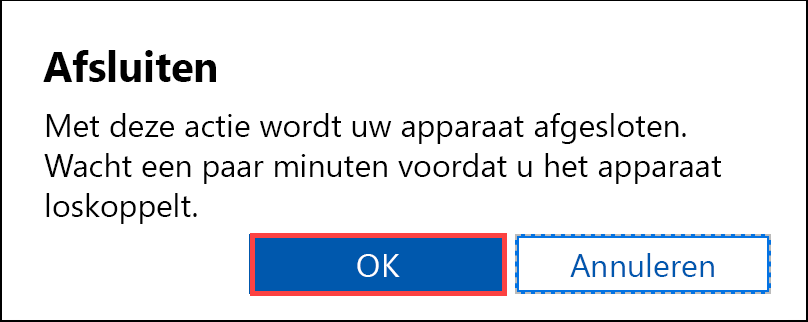 Afsluiten
Met deze actie wordt uw apparaat afgesloten.
Wacht een paar minuten voordat u het apparaat
loskoppelt.
OK Annuleren